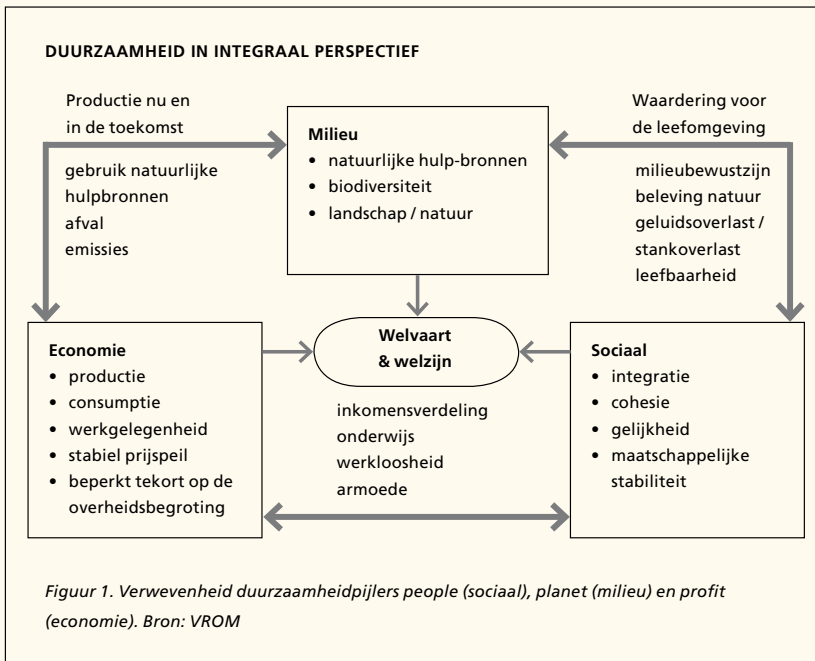 DUURZAAMHEID IN INTEGRAAL PERSPECTIEF
Productie nu en
in de toekomst
gebruik natuurlijke
hulpbronnen
afval
emissies
Milieu
• natuurlijke hulp-bronnen
• biodiversiteit
• landschap / natuur
Waardering voor
de leefomgeving
milieubewustzijn
beleving natuur
geluidsoverlast /
stankoverlast
leefbaarheid
Economie
• productie
• consumptie
• werkgelegenheid
• stabiel prijspeil
• beperkt tekort op de
overheidsbegroting
Welvaart
& welzijn
inkomensverdeling
onderwijs
werkloosheid
armoede
Sociaal
• integratie
• cohesie
• gelijkheid
• maatschappelijke
stabiliteit
Figuur 1. Verwevenheid duurzaamheidpijlers people (sociaal), planet (milieu) en profit
(economie). Bron: VROM